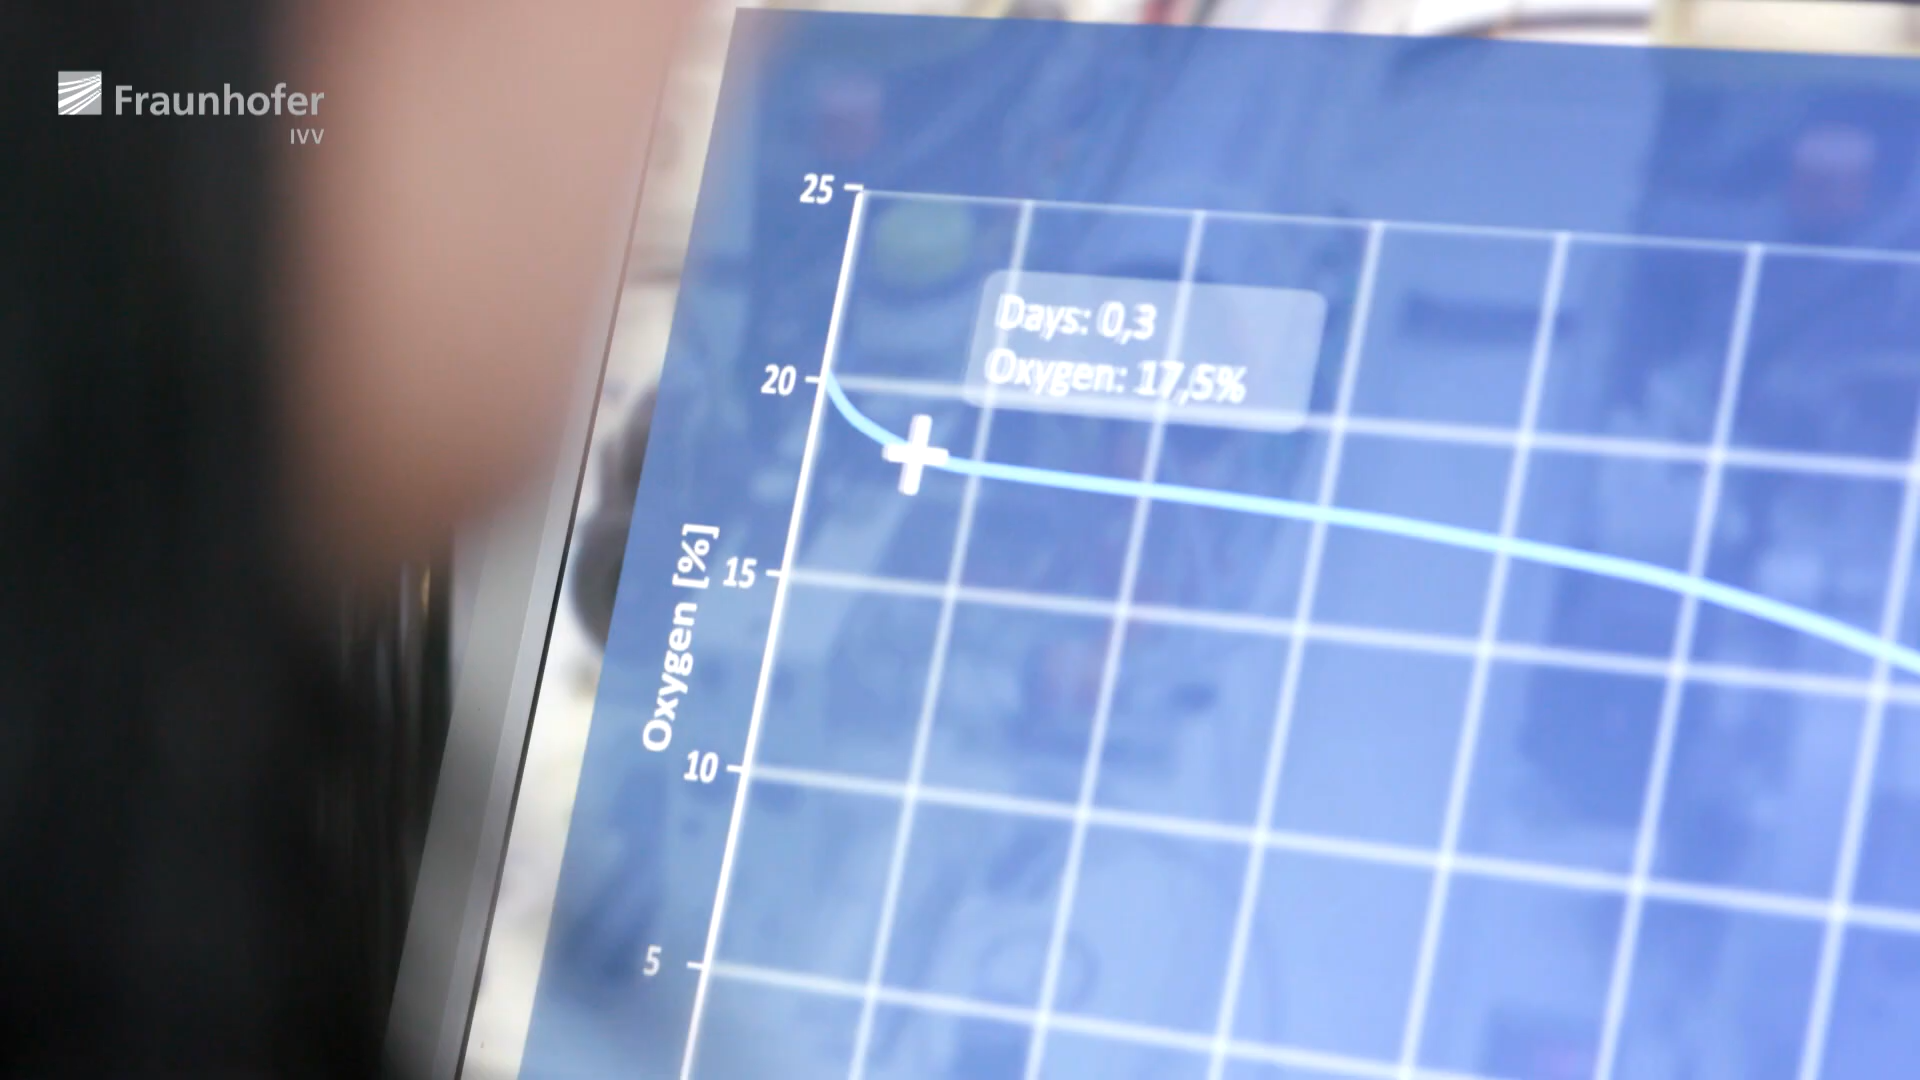 Fraunhofer
IVV
25
Days: 0,3
Oxygen: 17,5%
20
15
Oxygen [%]
10
5